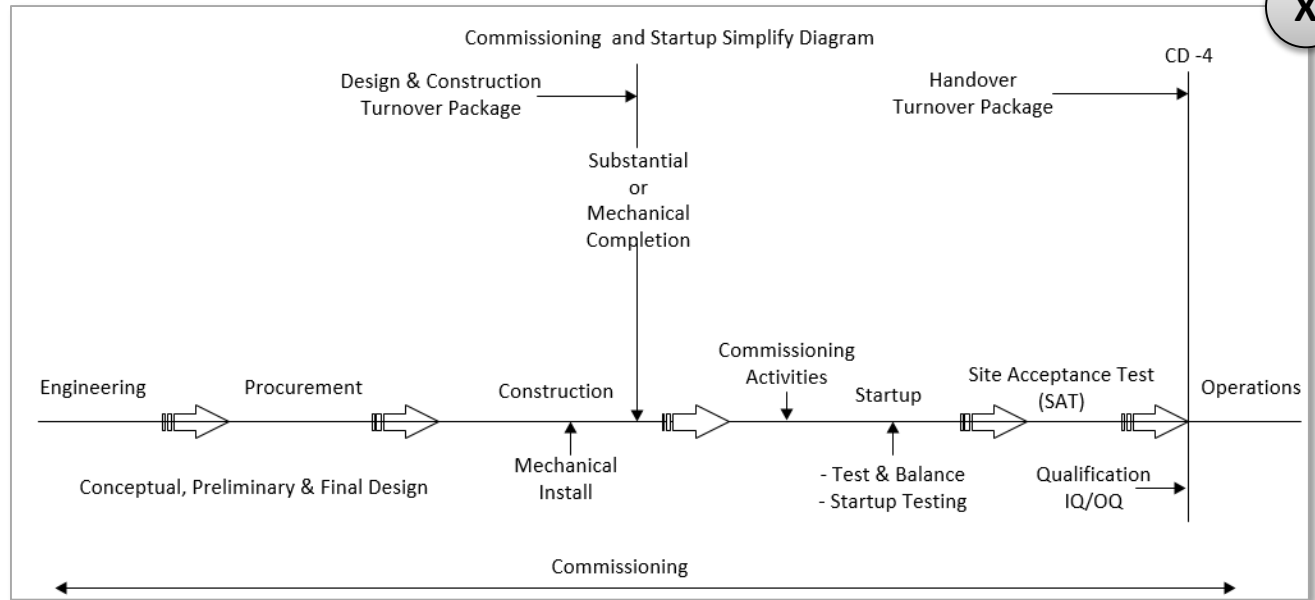 X
Commissioning and Startup Simplify Diagram
CD -4
Design & Construction
Turnover Package
Handover
Turnover Package
Substantial
or
Mechanical
Completion
Engineering
Procurement
Construction
Commissioning
Activities
Startup
Site Acceptance Test
(SAT)
Operations
Conceptual, Preliminary & Final Design
Mechanical
Install
- Test & Balance
- Startup Testing
Qualification
IQ/OQ
Commissioning